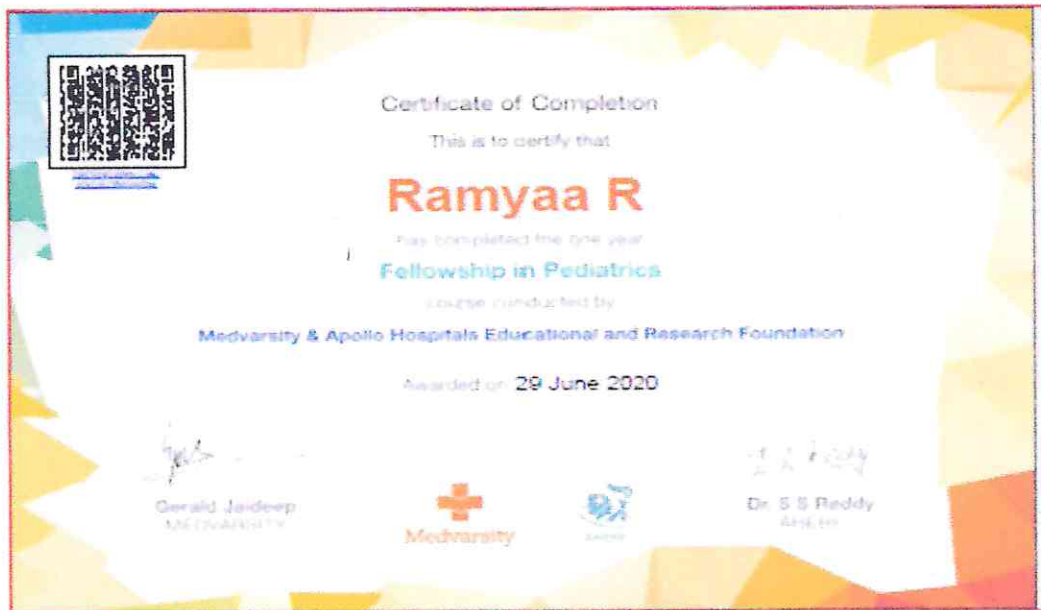 Certificate of Completion
This is to certify that
Ramyaa R
has completed the one year
Fellowship in Pediatrics
course conducted by
Medvarsity & Apollo Hospitals Educational and Research Foundation
Awarded on 29 June 2020
Gerald Jaideep
MEDVARSITY
Medvarsity
Dr. S S Reddy
AHERF